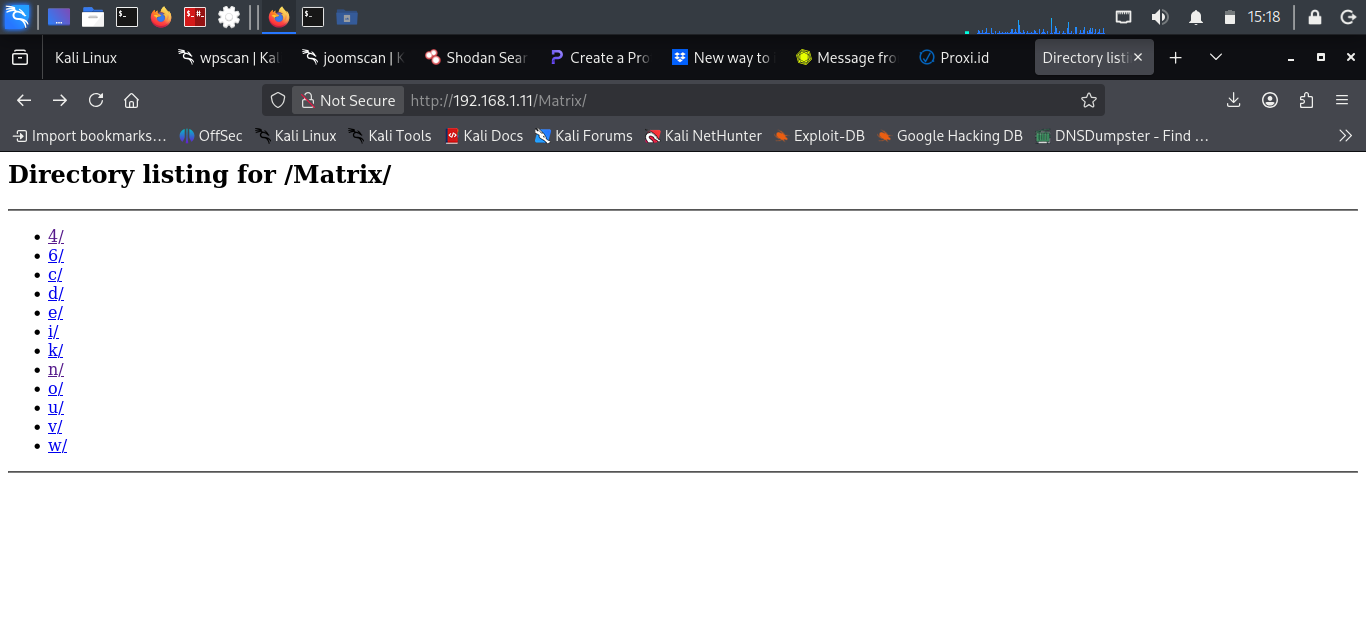 15:18
Kali Linux wpscan | Kal joomscan | K Shodan Sear Create a Pro New way to Message fro Proxi.id Directory listi
Not Secure http://192.168.1.11/Matrix/
Import bookmarks... OffSec Kali Linux Kali Tools Kali Docs Kali Forums Kali NetHunter Exploit-DB Google Hacking DB DNSDumpster - Find ...
Directory listing for /Matrix/
4/
6/
c/
d/
e/
i/
k/
n/
o/
u/
v/
w/